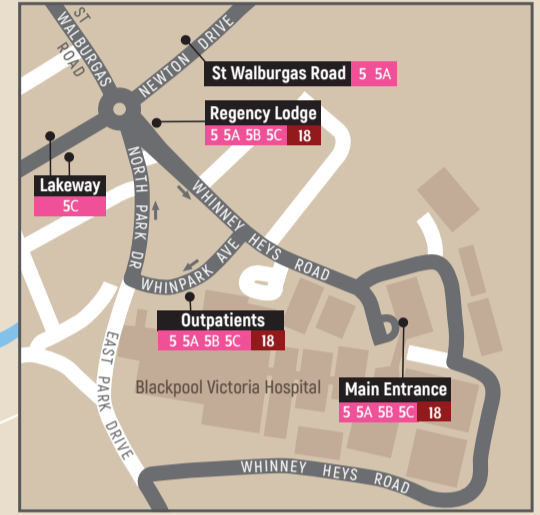 ST
WALBURGAS
ROAD
NEWTON DRIVE
St Walburgas Road 5 5A
Regency Lodge
5 5A 5B 5C 18
Lakeway
5C
NORTH PARK DR
WHINNEY HEYS ROAD
WHINPARK AVE
Outpatients
5 5A 5B 5C 18
EAST PARK DRIVE
Blackpool Victoria Hospital
Main Entrance
5 5A 5B 5C 18
WHINNEY HEYS ROAD